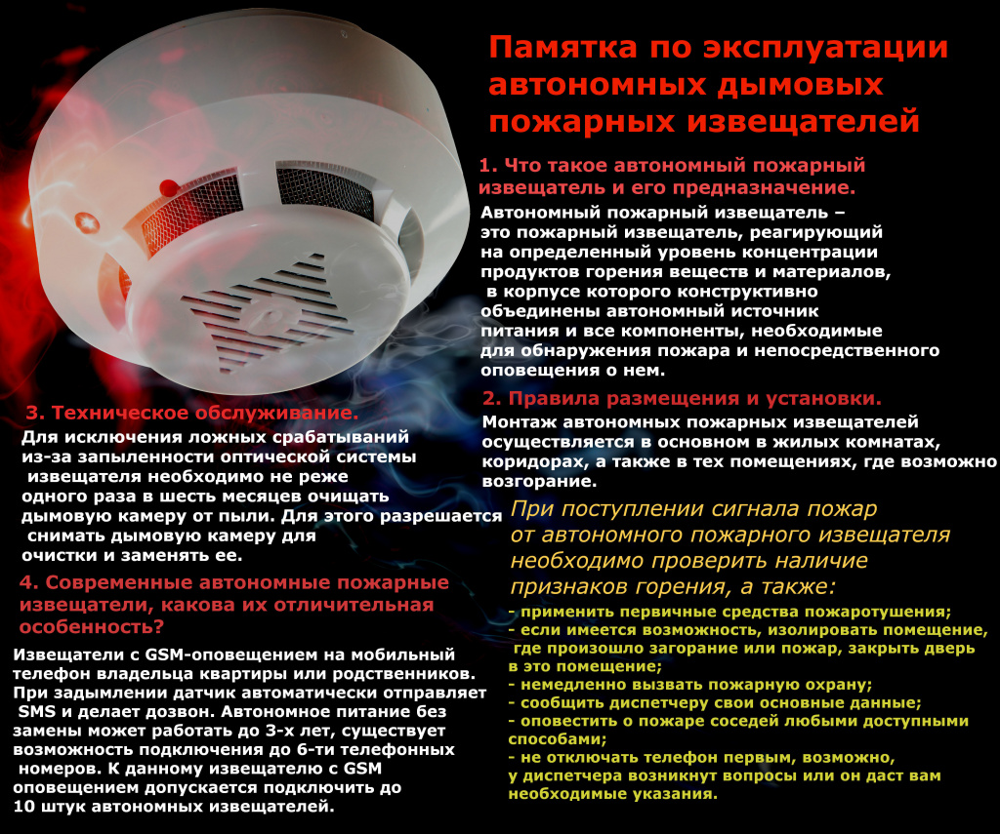 Памятка по эксплуатации
автономных дымовых
пожарных извещателей
1. Что такое автономный пожарный
извещатель и его предназначение.
Автономный пожарный извещатель –
это пожарный извещатель, реагирующий
на определенный уровень концентрации
продуктов горения веществ и материалов,
в корпусе которого конструктивно
объединены автономный источник
питания и все компоненты, необходимые
для обнаружения пожара и непосредственного
оповещения о нем.
2. Правила размещения и установки.
Монтаж автономных пожарных извещателей
осуществляется в основном в жилых комнатах,
коридорах, а также в тех помещениях, где возможно
возгорание.
3. Техническое обслуживание.
Для исключения ложных срабатываний
из-за запыленности оптической системы
извещателя необходимо не реже
одного раза в шесть месяцев очищать
дымовую камеру от пыли. Для этого разрешается
снимать дымовую камеру для
очистки и заменять ее.
4. Современные автономные пожарные
извещатели, какова их отличительная
особенность?
Извещатели с GSM-оповещением на мобильный
телефон владельца квартиры или родственников.
При задымлении датчик автоматически отправляет
SMS и делает дозвон. Автономное питание без
замены может работать до 3-х лет, существует
возможность подключения до 6-ти телефонных
номеров. К данному извещателю с GSM
оповещением допускается подключить до
10 штук автономных извещателей.
При поступлении сигнала пожар
от автономного пожарного извещателя
необходимо проверить наличие
признаков горения, а также:
- применить первичные средства пожаротушения;
- если имеется возможность, изолировать помещение,
где произошло загорание или пожар, закрыть дверь
в это помещение;
- немедленно вызвать пожарную охрану;
- сообщить диспетчеру свои основные данные;
- оповестить о пожаре соседей любыми доступными
способами;
- не отключать телефон первым, возможно,
у диспетчера возникнут вопросы или он даст вам
необходимые указания.